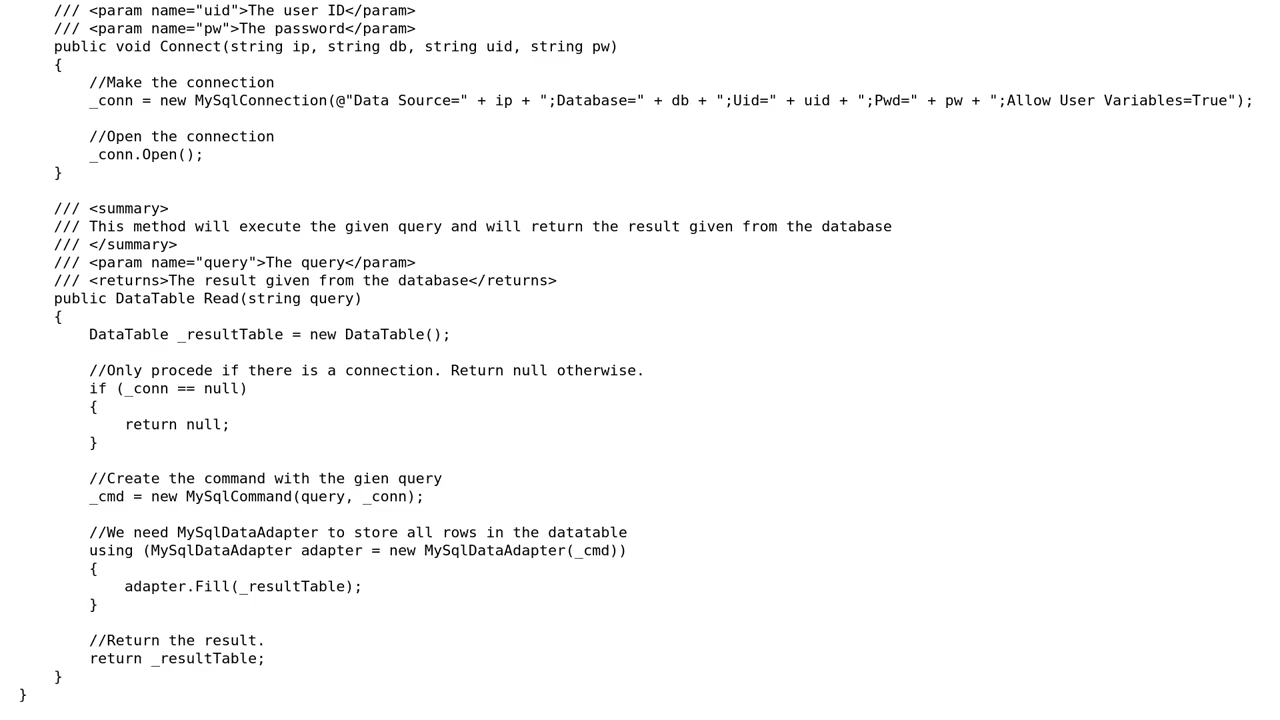 /// <param name="uid">The user ID</param>
/// <param name="pw">The password</param>
public void Connect(string ip, string db, string uid, string pw)
{
//Make the connection
_conn = new MySqlConnection(@"Data Source=" + ip + ";Database=" + db + ";Uid=" + uid + ";Pwd=" + pw + ";Allow User Variables=True");
//Open the connection
_conn.Open();
}
/// <summary>
/// This method will execute the given query and will return the result given from the database
/// </summary>
/// <param name="query">The query</param>
/// <returns>The result given from the database</returns>
public DataTable Read(string query)
{
DataTable _resultTable = new DataTable();
//Only procede if there is a connection. Return null otherwise.
if (_conn == null)
{
return null;
}
//Create the command with the gien query
_cmd = new MySqlCommand(query, _conn);
//We need MySqlDataAdapter to store all rows in the datatable
using (MySqlDataAdapter adapter = new MySqlDataAdapter(_cmd))
{
adapter.Fill(_resultTable);
}
//Return the result.
return _resultTable;
}
}